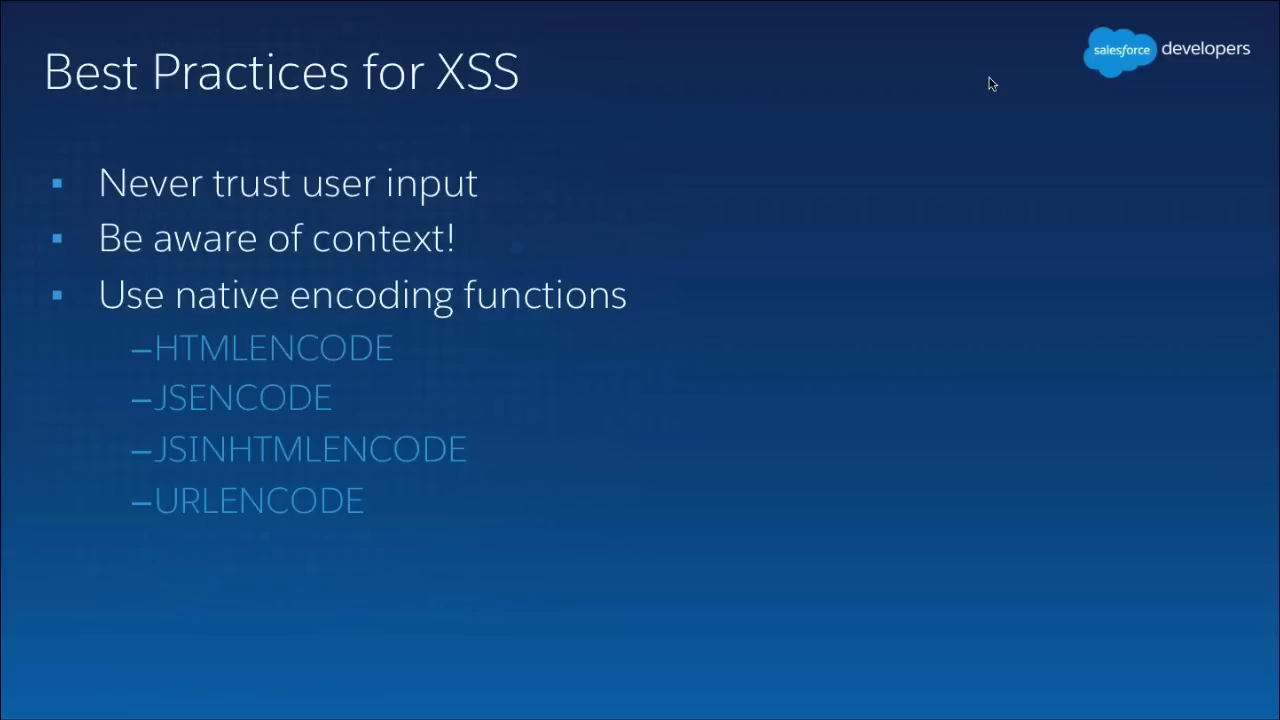 Best Practices for XSS
salesforce developers
▪ Never trust user input
▪ Be aware of context!
▪ Use native encoding functions
–HTMLENCODE
–JSENCODE
–JSINHTMLENCODE
–URLENCODE